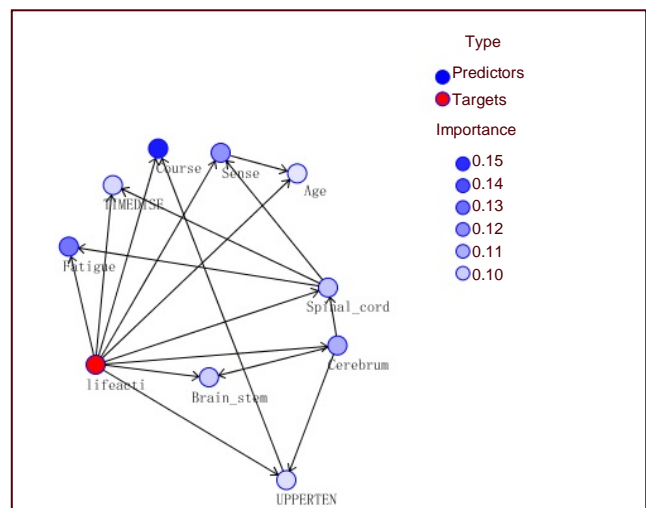 Type
Predictors
Targets
Importance
0.15
0.14
0.13
0.12
0.11
0.10
Course
Sense
Age
TIMEDISE
Fatigue
Spinal_cord
Cerebrum
lifeacti
Brain_stem
UPPERTEN